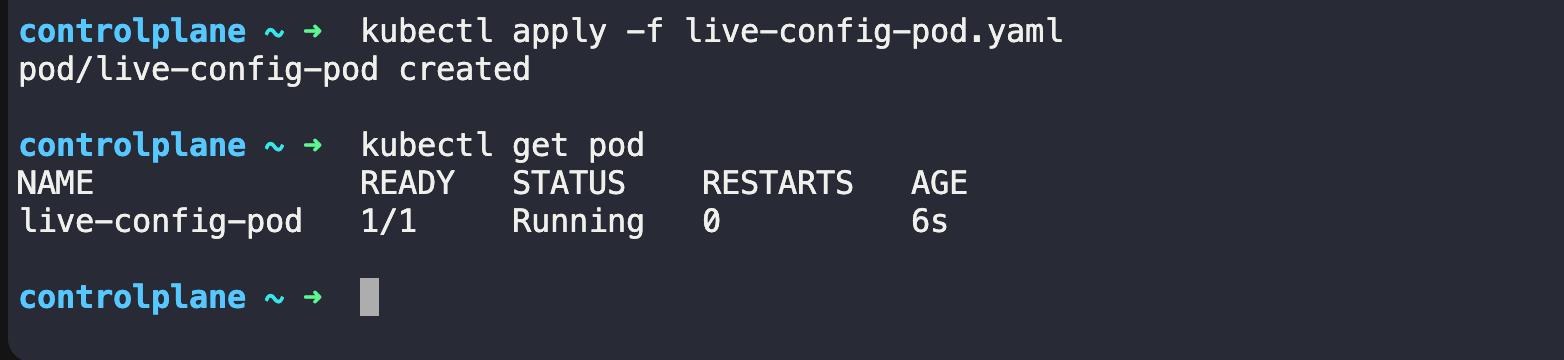 controlplane ~ ➜  kubectl apply -f live-config-pod.yaml
pod/live-config-pod created
controlplane ~ ➜  kubectl get pod
NAME              READY   STATUS    RESTARTS   AGE
live-config-pod   1/1     Running   0          6s
controlplane ~ ➜